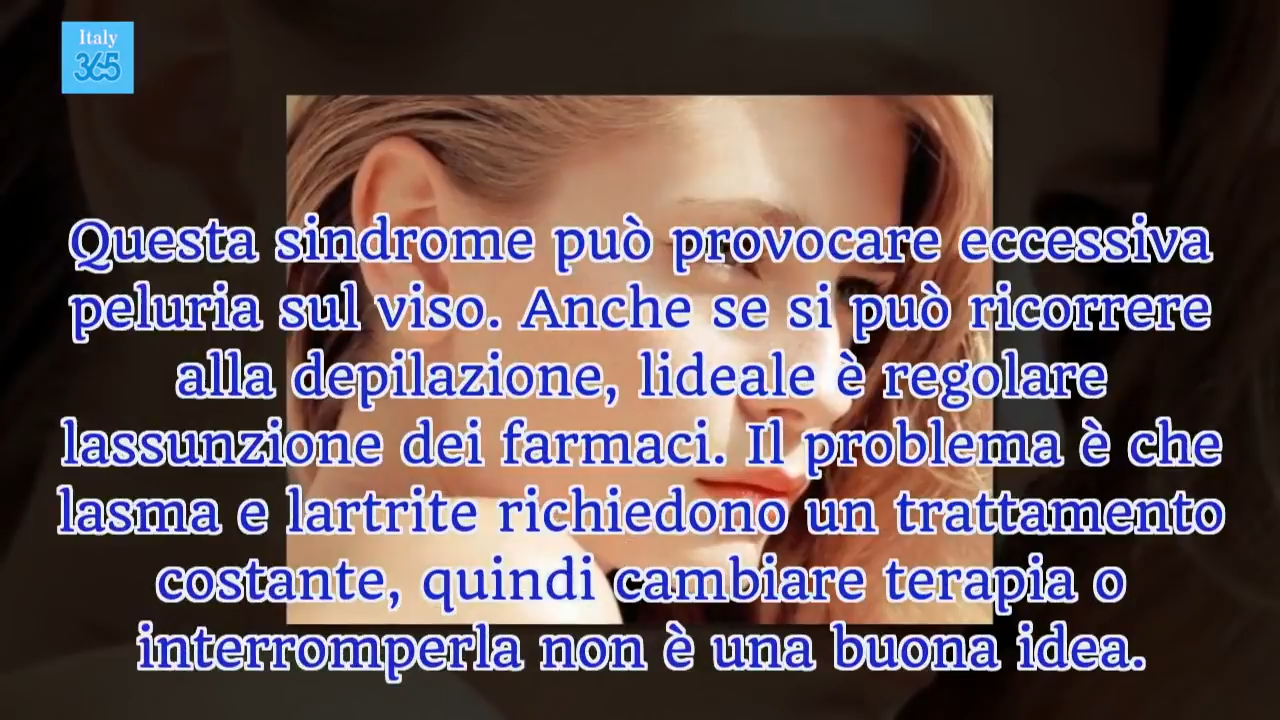 Italy
365
Questa sindrome può provocare eccessiva
peluria sul viso. Anche se si può ricorrere
alla depilazione, lideale è regolare
lassunzione dei farmaci. Il problema è che
lasma e lartrite richiedono un trattamento
costante, quindi cambiare terapia o
interromperla non è una buona idea.